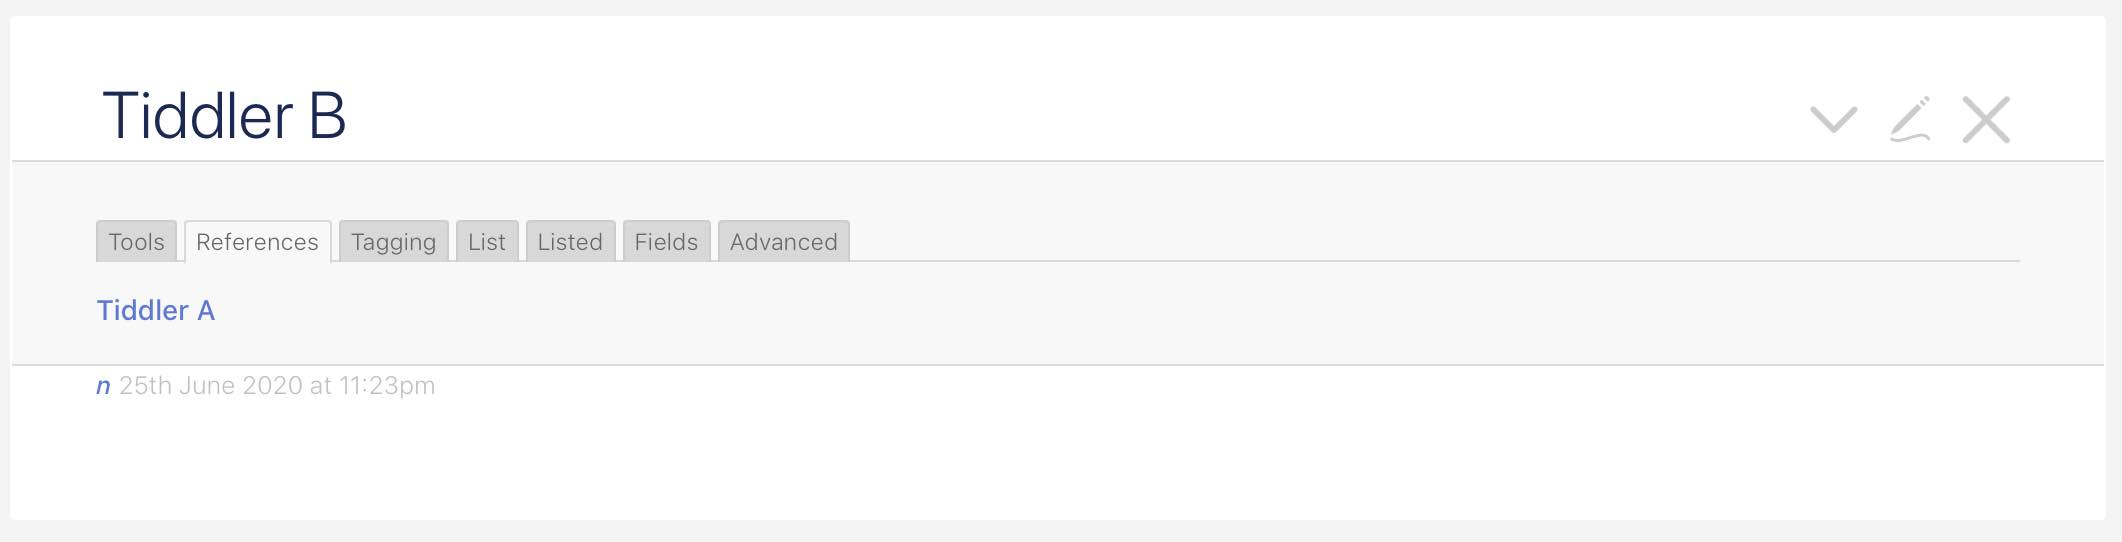 Tiddler B
Tools References Tagging List Listed Fields Advanced
Tiddler A
n 25th June 2020 at 11:23pm